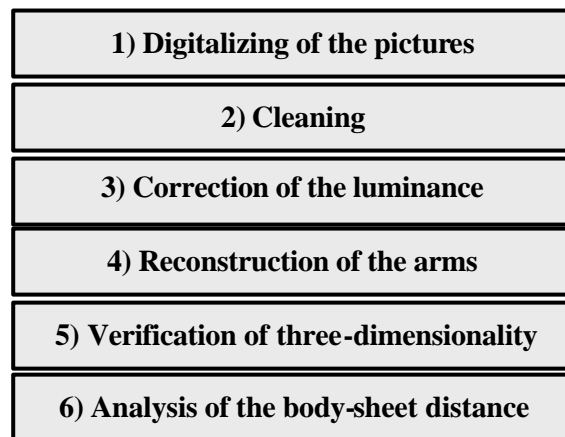 1) Digitalizing of the pictures
2) Cleaning
3) Correction of the luminance
4) Reconstruction of the arms
5) Verification of three-dimensionality
6) Analysis of the body-sheet distance